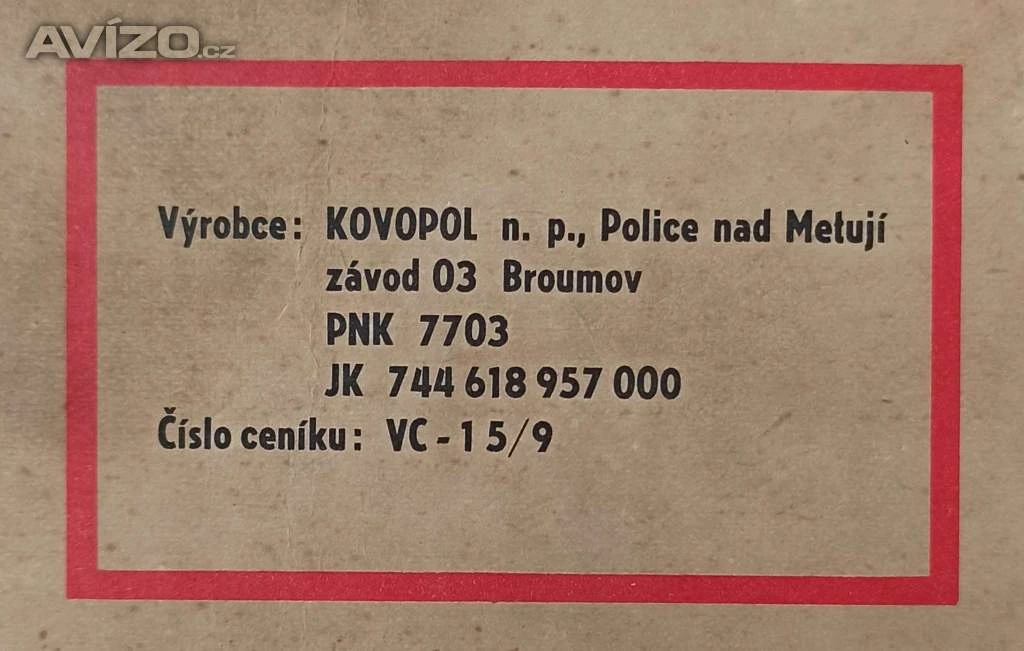 AVÍZO.cz
Výrobce: KOVOPOL n. p., Police nad Metují
závod 03 Broumov
PNK 7703
JK 744 618 957 000
Číslo ceníku: VC - 1 5/9